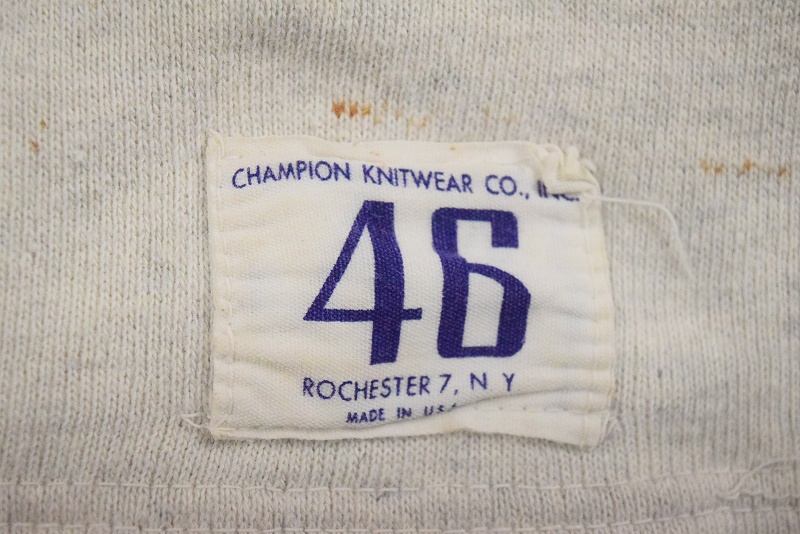 CHAMPION KNITWEAR CO., INC.
46
ROCHESTER 7, N Y
MADE IN U.S.A